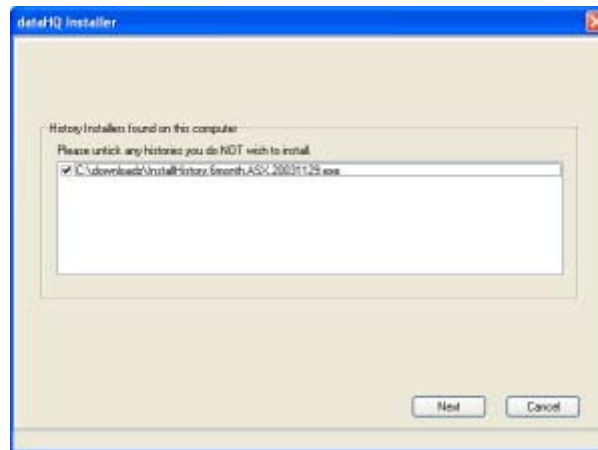 dataHQ Installer
History Installers found on this computer
Please untick any histories you do NOT wish to install.
C:\downloads\InstallHistory.6month.ASX.20031129.exe
Next
Cancel